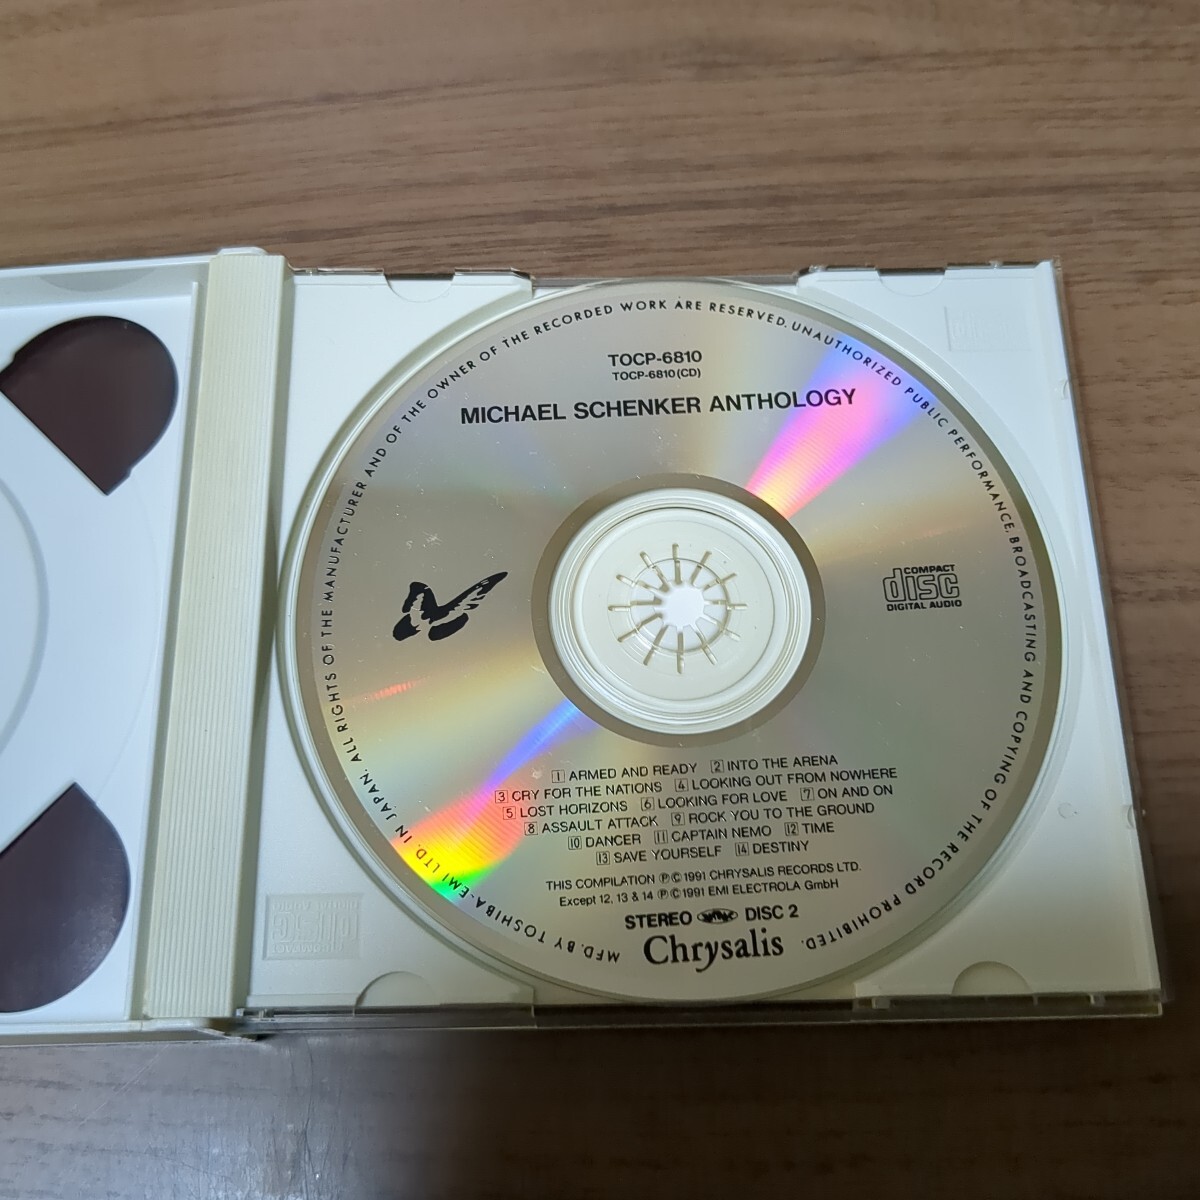 TOCP-6810
TOCP-6810(CD)
MICHAEL SCHENKER ANTHOLOGY
COMPACT
disc
DIGITAL AUDIO
1 ARMED AND READY 2 INTO THE ARENA
3 CRY FOR THE NATIONS 4 LOOKING OUT FROM NOWHERE
5 LOST HORIZONS 6 LOOKING FOR LOVE 7 ON AND ON
8 ASSAULT ATTACK 9 ROCK YOU TO THE GROUND
10 DANCER 11 CAPTAIN NEMO 12 TIME
13 SAVE YOURSELF 14 DESTINY
THIS COMPILATION ℗©1991 CHRYSALIS RECORDS LTD.
Except 12, 13 & 14 ℗©1991 EMI ELECTROLA GmbH
STEREO DISC 2
Chrysalis
MFD. BY TOSHIBA-EMI LTD. IN JAPAN. ALL RIGHTS OF THE MANUFACTURER AND OF THE OWNER OF THE RECORDED WORK ARE RESERVED. UNAUTHORIZED PUBLIC PERFORMANCE, BROADCASTING AND COPYING OF THE RECORD PROHIBITED.